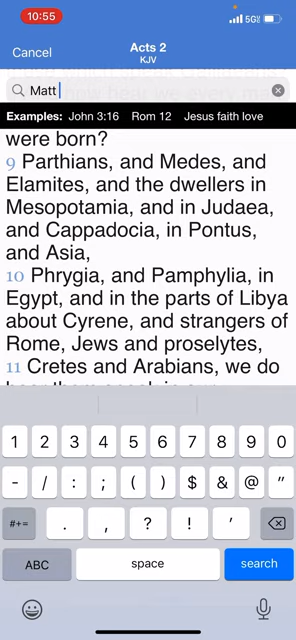 10:55
5G
Cancel
Acts 2
KJV
Matt
Examples: John 3:16 Rom 12 Jesus faith love
were born?
9 Parthians, and Medes, and
Elamites, and the dwellers in
Mesopotamia, and in Judaea,
and Cappadocia, in Pontus,
and Asia,
10 Phrygia, and Pamphylia, in
Egypt, and in the parts of Libya
about Cyrene, and strangers of
Rome, Jews and proselytes,
11 Cretes and Arabians, we do
1 2 3 4 5 6 7 8 9 0
- / : ; ( ) $ & @ "
#+= . , ? ! '
ABC space search